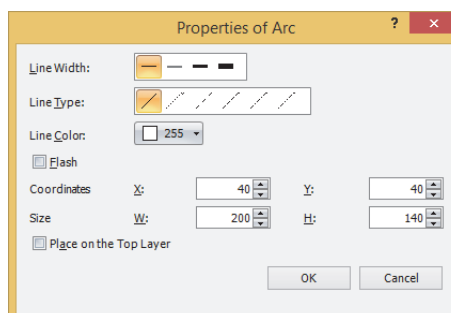 Properties of Arc ? ×
Line Width:
Line Type:
Line Color: 255
Flash
Coordinates X: 40 Y: 40
Size W: 200 H: 140
Place on the Top Layer
OK Cancel